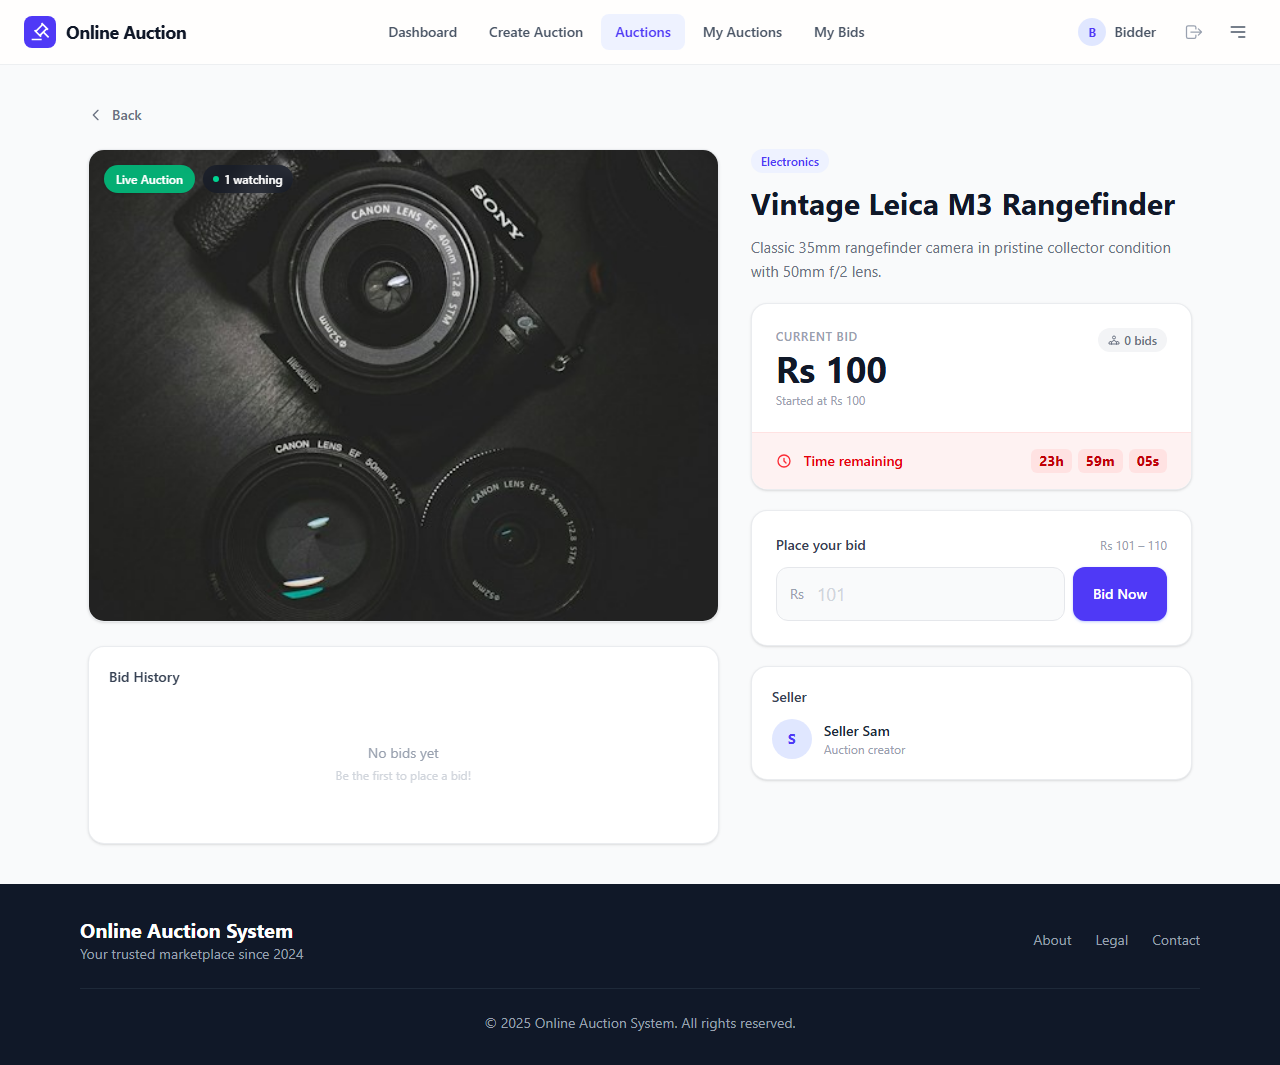 Online Auction
Dashboard
Create Auction
Auctions
My Auctions
My Bids
B
Bidder
Back
Live Auction
1 watching
SONY
CANON LENS EF 40mm 1:2.8 STM
ø52mm
CANON LENS EF 50mm 1:1.4
CANON LENS EF-S 24mm 1:2.8 STM
ø52mm
Electronics
Vintage Leica M3 Rangefinder
Classic 35mm rangefinder camera in pristine collector condition
with 50mm f/2 lens.
CURRENT BID
0 bids
Rs 100
Started at Rs 100
Time remaining
23h
59m
05s
Place your bid
Rs 101 – 110
Rs
101
Bid Now
Seller
S
Seller Sam
Auction creator
Bid History
No bids yet
Be the first to place a bid!
Online Auction System
Your trusted marketplace since 2024
About
Legal
Contact
© 2025 Online Auction System. All rights reserved.